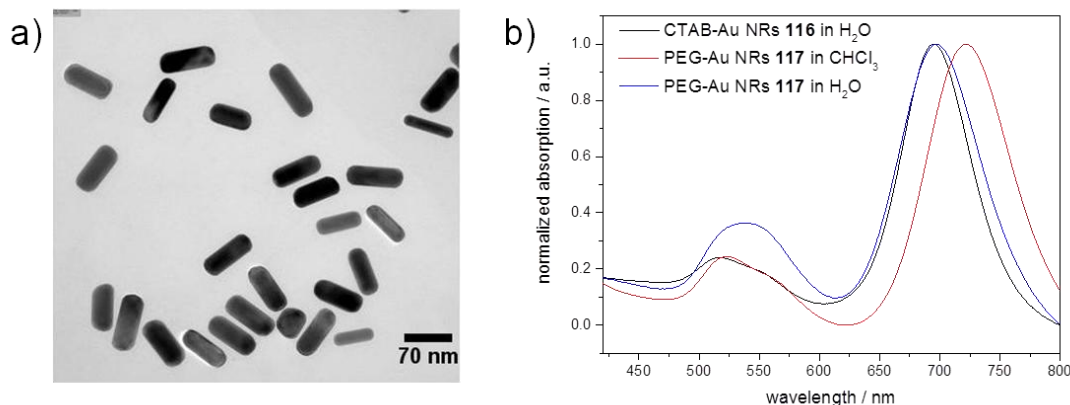 a)
70 nm
b)
CTAB-Au NRs 116 in H₂O
PEG-Au NRs 117 in CHCl₃
PEG-Au NRs 117 in H₂O
normalized absorption / a.u.
1.0
0.8
0.6
0.4
0.2
0.0
450 500 550 600 650 700 750 800
wavelength / nm